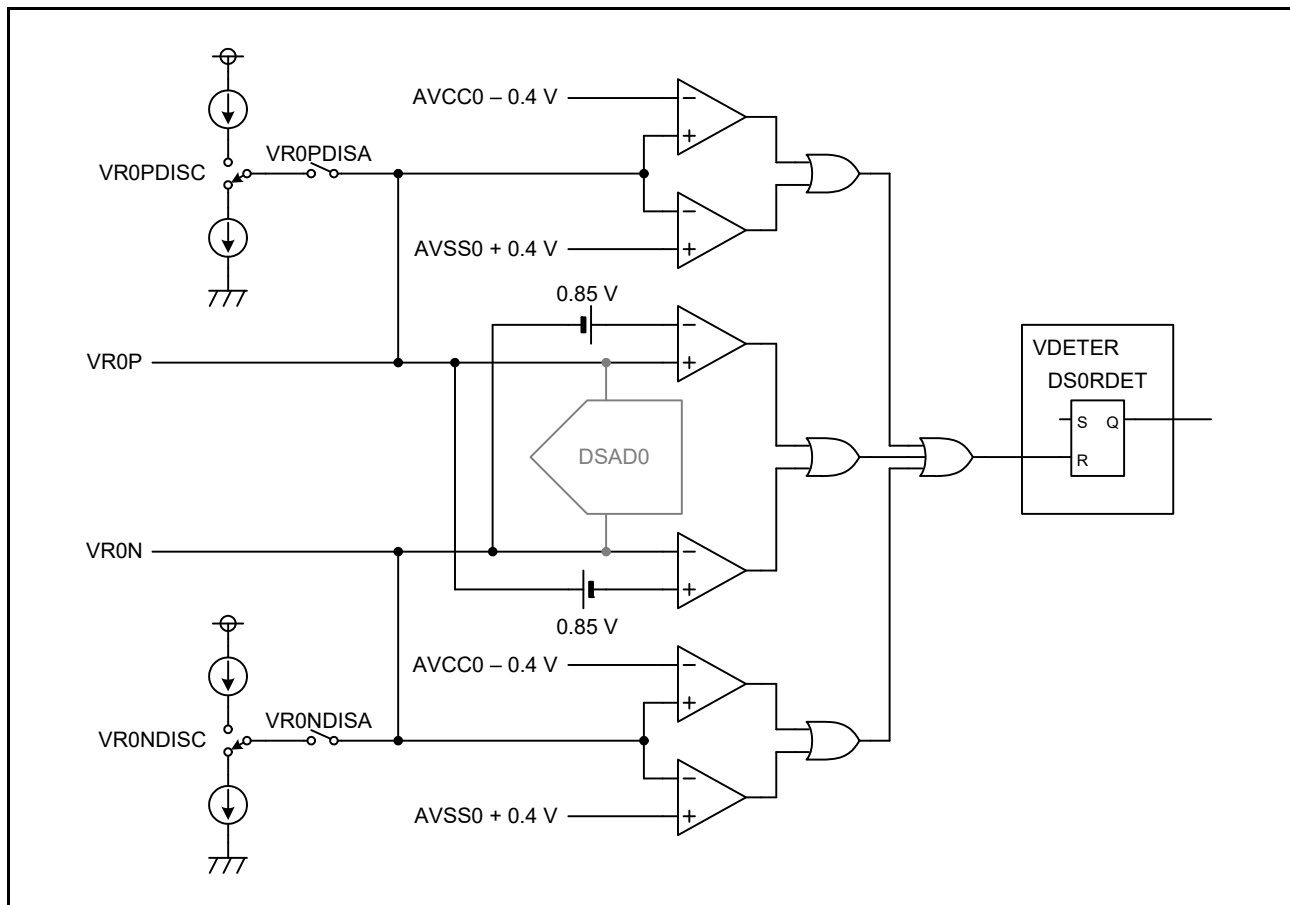 AVCC0 – 0.4 V
VR0PDISC
VR0PDISA
AVSS0 + 0.4 V
0.85 V
VR0P
VDETER
DS0RDET
S Q
R
DSAD0
VR0N
0.85 V
AVCC0 – 0.4 V
VR0NDISC
VR0NDISA
AVSS0 + 0.4 V